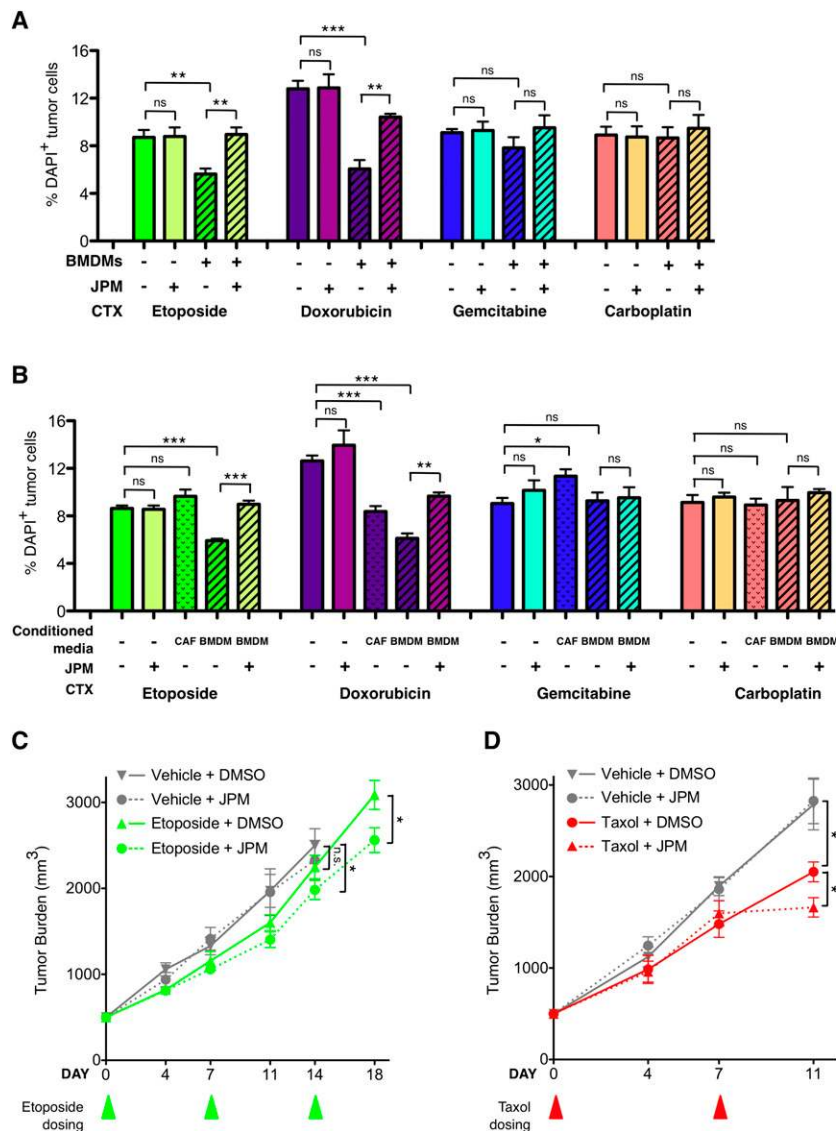 A
16
12
8
4
0
% DAPI⁺ tumor cells
**
ns
**
***
ns
**
ns
ns
ns
ns
ns
ns
BMDMs - - + + - - + + - - + + - - + +
JPM - + - + - + - + - + - + - + - +
CTX Etoposide Doxorubicin Gemcitabine Carboplatin
B
16
12
8
4
0
% DAPI⁺ tumor cells
***
ns
ns
***
***
***
ns
**
ns
*
ns
ns
ns
ns
ns
ns
Conditioned
media - - CAF BMDM BMDM - - CAF BMDM BMDM - - CAF BMDM BMDM - - CAF BMDM BMDM
JPM - + - - + - + - - + - + - - + - + - - +
CTX Etoposide Doxorubicin Gemcitabine Carboplatin
C
Vehicle + DMSO
Vehicle + JPM
Etoposide + DMSO
Etoposide + JPM
3000
2000
1000
0
Tumor Burden (mm³)
n.s.
*
*
DAY 0 4 7 11 14 18
Etoposide
dosing
D
Vehicle + DMSO
Vehicle + JPM
Taxol + DMSO
Taxol + JPM
3000
2000
1000
0
Tumor Burden (mm³)
*
*
DAY 0 4 7 11
Taxol
dosing